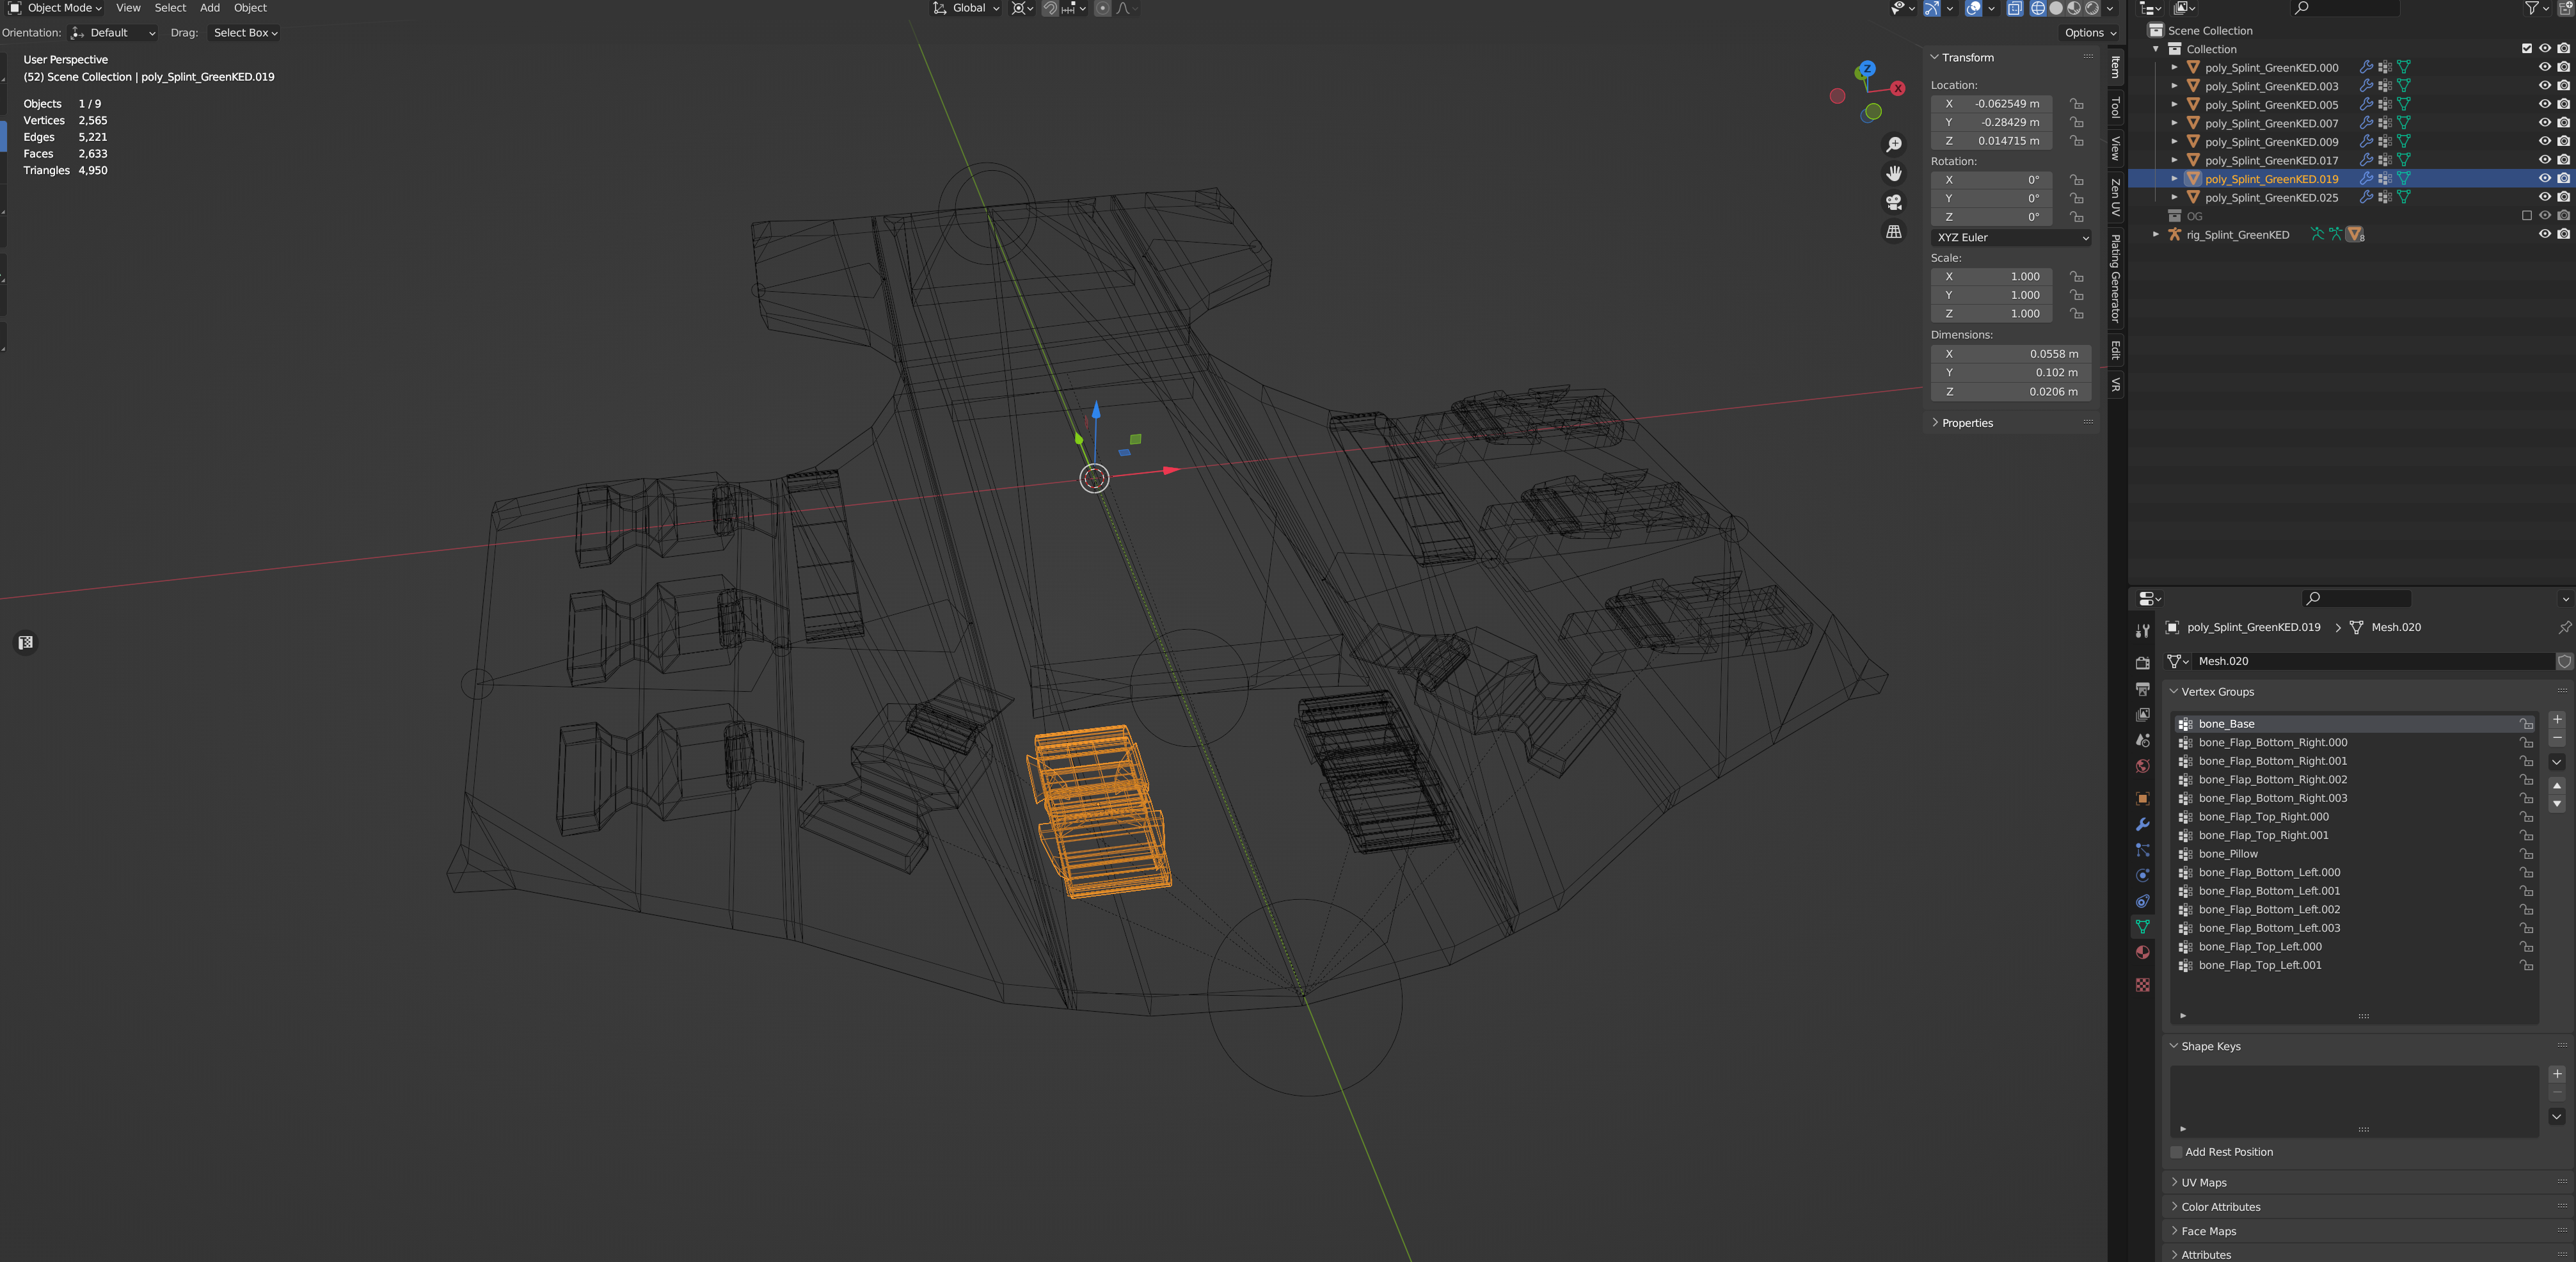 Object Mode View Select Add Object Global
Orientation: Default Drag: Select Box Options
User Perspective
(52) Scene Collection | poly_Splint_GreenKED.019
Objects 1 / 9
Vertices 2,565
Edges 5,221
Faces 2,633
Triangles 4,950
Z
X
Transform
Location:
X -0.062549 m
Y -0.28429 m
Z 0.014715 m
Rotation:
X 0°
Y 0°
Z 0°
XYZ Euler
Scale:
X 1.000
Y 1.000
Z 1.000
Dimensions:
X 0.0558 m
Y 0.102 m
Z 0.0206 m
Properties
Item
Tool
View
Zen UV
Plating Generator
Edit
VR
Scene Collection
Collection
poly_Splint_GreenKED.000
poly_Splint_GreenKED.003
poly_Splint_GreenKED.005
poly_Splint_GreenKED.007
poly_Splint_GreenKED.009
poly_Splint_GreenKED.017
poly_Splint_GreenKED.019
poly_Splint_GreenKED.025
OG
rig_Splint_GreenKED 8
poly_Splint_GreenKED.019 Mesh.020
Mesh.020
Vertex Groups
bone_Base
bone_Flap_Bottom_Right.000
bone_Flap_Bottom_Right.001
bone_Flap_Bottom_Right.002
bone_Flap_Bottom_Right.003
bone_Flap_Top_Right.000
bone_Flap_Top_Right.001
bone_Pillow
bone_Flap_Bottom_Left.000
bone_Flap_Bottom_Left.001
bone_Flap_Bottom_Left.002
bone_Flap_Bottom_Left.003
bone_Flap_Top_Left.000
bone_Flap_Top_Left.001
Shape Keys
Add Rest Position
UV Maps
Color Attributes
Face Maps
Attributes